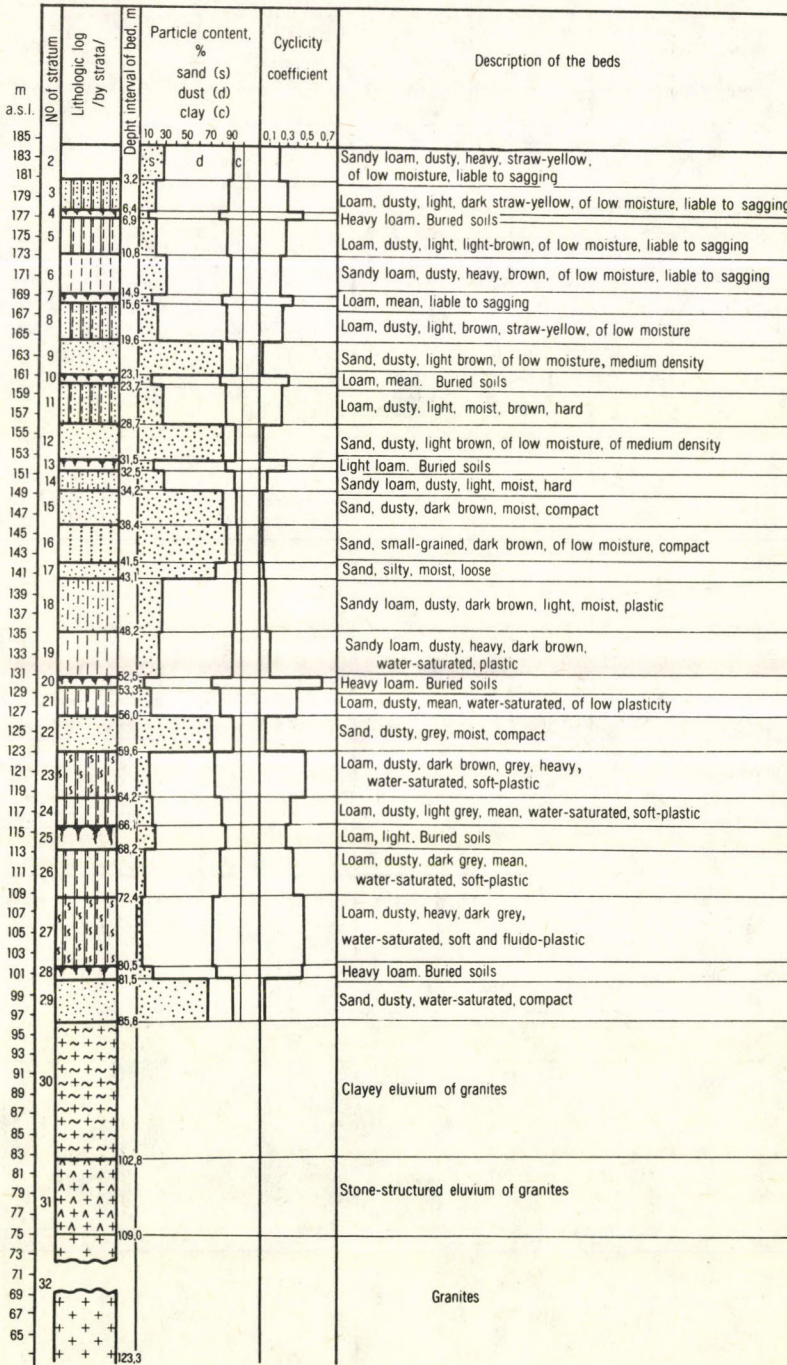 m
a.s.l.
Nº of stratum
Lithologic log
/by strata/
Depht interval of bed, m
Particle content,
%
sand (s)
dust (d)
clay (c)
10 30 50 70 90
Cyclicity
coefficient
0,1 0,3 0,7
Description of the beds
185
183
181
179
177
175
173
171
169
167
165
163
161
159
157
155
153
151
149
147
145
143
141
139
137
135
133
131
129
127
125
123
121
119
117
115
113
111
109
107
105
103
101
99
97
95
93
91
89
87
85
83
81
79
77
75
73
71
69
67
65
s d c
2 3,2 Sandy loam, dusty, heavy, straw-yellow,
of low moisture, liable to sagging
3 6,4 Loam, dusty, light, dark straw-yellow, of low moisture, liable to sagging
4 6,9 Heavy loam. Buried soils
5 10,8 Loam, dusty, light, light-brown, of low moisture, liable to sagging
6 14,9 Sandy loam, dusty, heavy, brown, of low moisture, liable to sagging
7 15,6 Loam, mean, liable to sagging
8 19,6 Loam, dusty, light, brown, straw-yellow, of low moisture
9 23,1 Sand, dusty, light brown, of low moisture, medium density
10 23,7 Loam, mean. Buried soils
11 28,7 Loam, dusty, light, moist, brown, hard
12 31,5 Sand, dusty, light brown, of low moisture, of medium density
13 32,5 Light loam. Buried soils
14 34,2 Sandy loam, dusty, light, moist, hard
15 38,4 Sand, dusty, dark brown, moist, compact
16 41,5 Sand, small-grained, dark brown, of low moisture, compact
17 43,1 Sand, silty, moist, loose
18 48,2 Sandy loam, dusty, dark brown, light, moist, plastic
19 52,5 Sandy loam, dusty, heavy, dark brown,
water-saturated, plastic
20 53,3 Heavy loam. Buried soils
21 56,0 Loam, dusty, mean, water-saturated, of low plasticity
22 59,6 Sand, dusty, grey, moist, compact
23 64,2 Loam, dusty, dark brown, grey, heavy,
water-saturated, soft-plastic
24 66,1 Loam, dusty, light grey, mean, water-saturated, soft-plastic
25 68,2 Loam, light. Buried soils
26 72,4 Loam, dusty, dark grey, mean,
water-saturated, soft-plastic
27 80,5 Loam, dusty, heavy, dark grey,
water-saturated, soft and fluido-plastic
28 81,5 Heavy loam. Buried soils
29 85,8 Sand, dusty, water-saturated, compact
30 102,8 Clayey eluvium of granites
31 109,0 Stone-structured eluvium of granites
32 123,3 Granites